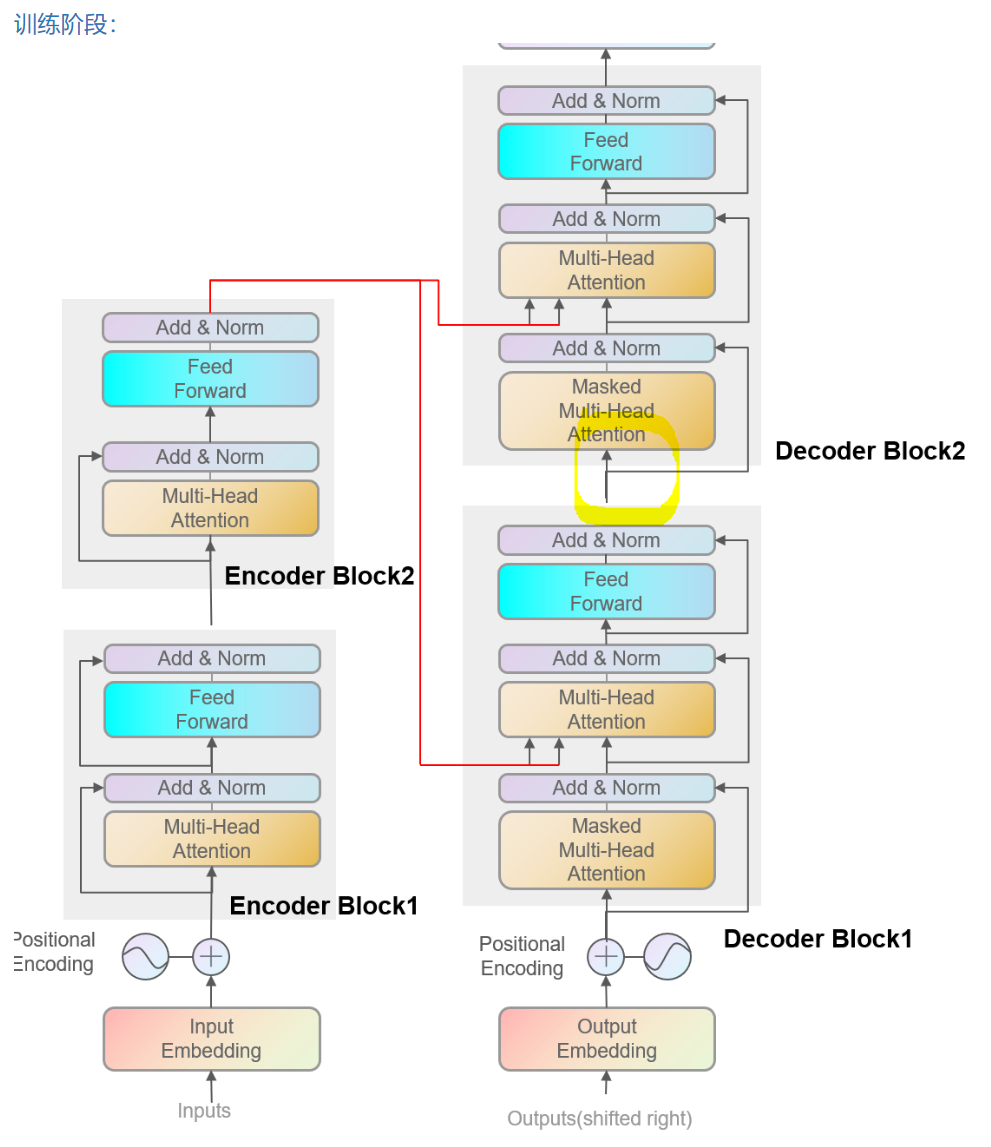 训练阶段：
Add & Norm
Feed
Forward
Add & Norm
Multi-Head
Attention
Add & Norm
Masked
Multi-Head
Attention
Decoder Block2
Add & Norm
Feed
Forward
Add & Norm
Multi-Head
Attention
Encoder Block2
Add & Norm
Feed
Forward
Add & Norm
Multi-Head
Attention
Add & Norm
Masked
Multi-Head
Attention
Decoder Block1
Add & Norm
Feed
Forward
Add & Norm
Multi-Head
Attention
Encoder Block1
Positional
Encoding
Positional
Encoding
Input
Embedding
Output
Embedding
Inputs
Outputs(shifted right)